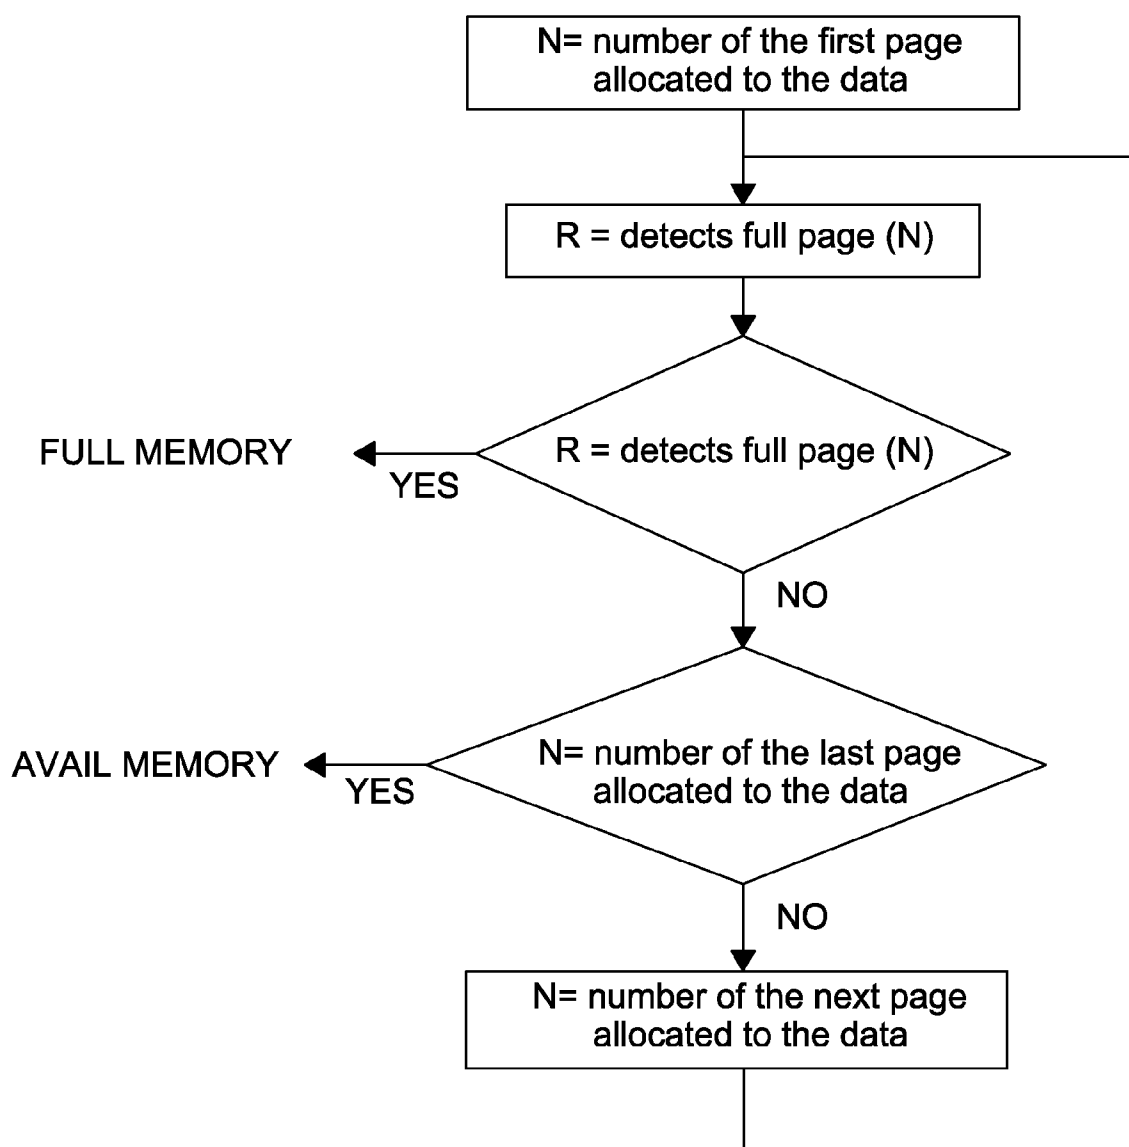 N= number of the first page
allocated to the data
R = detects full page (N)
R = detects full page (N)
FULL MEMORY
YES
NO
N= number of the last page
allocated to the data
AVAIL MEMORY
YES
NO
N= number of the next page
allocated to the data